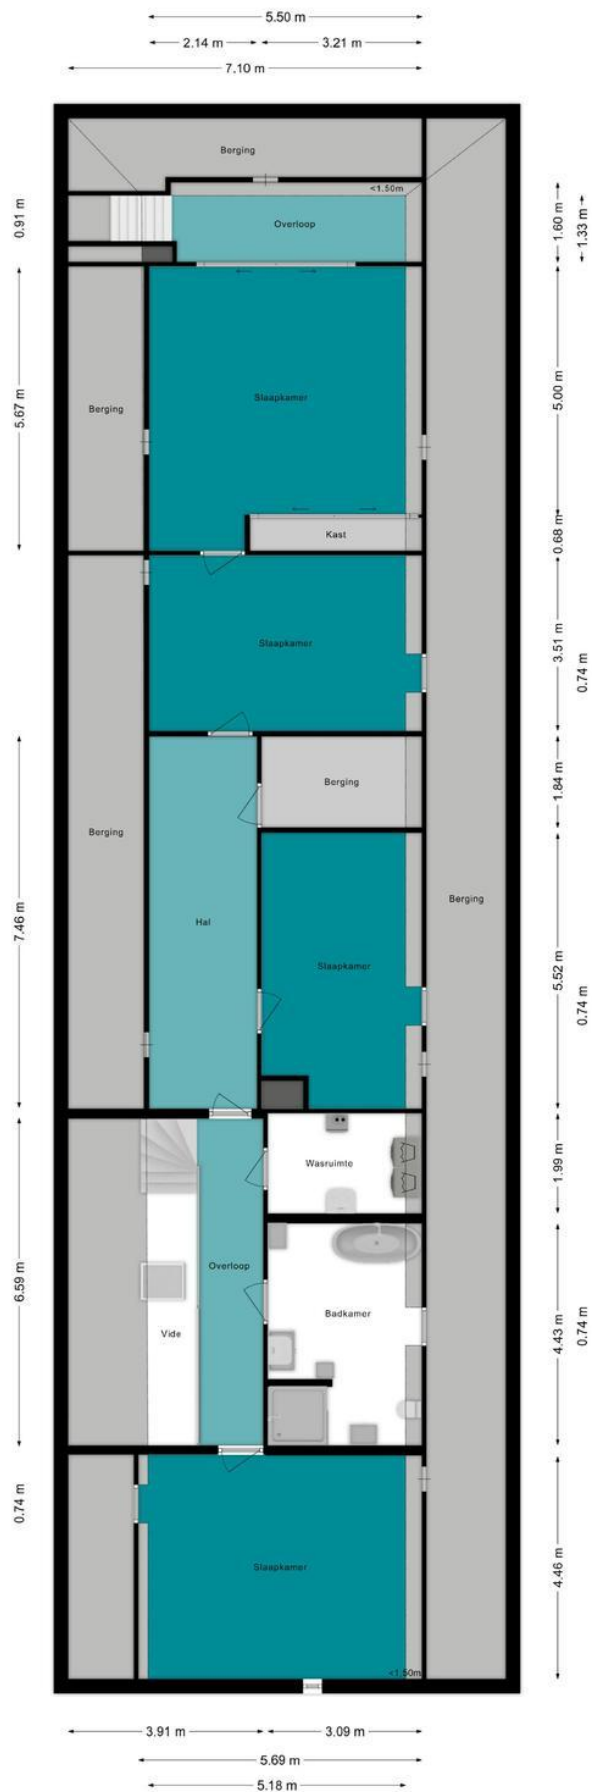 5.50 m
2.14 m
3.21 m
7.10 m
Berging
<1.50m
0.91 m
Overloop
1.60 m
1.33 m
Slaapkamer
5.67 m
Berging
5.00 m
Kast
0.68 m
Slaapkamer
3.51 m
0.74 m
Berging
1.84 m
Berging
Berging
7.46 m
Hal
Slaapkamer
5.52 m
0.74 m
Wasruimte
1.99 m
Overloop
6.59 m
Badkamer
Vide
4.43 m
0.74 m
0.74 m
Slaapkamer
4.46 m
<1.50m
3.91 m
3.09 m
5.69 m
5.18 m